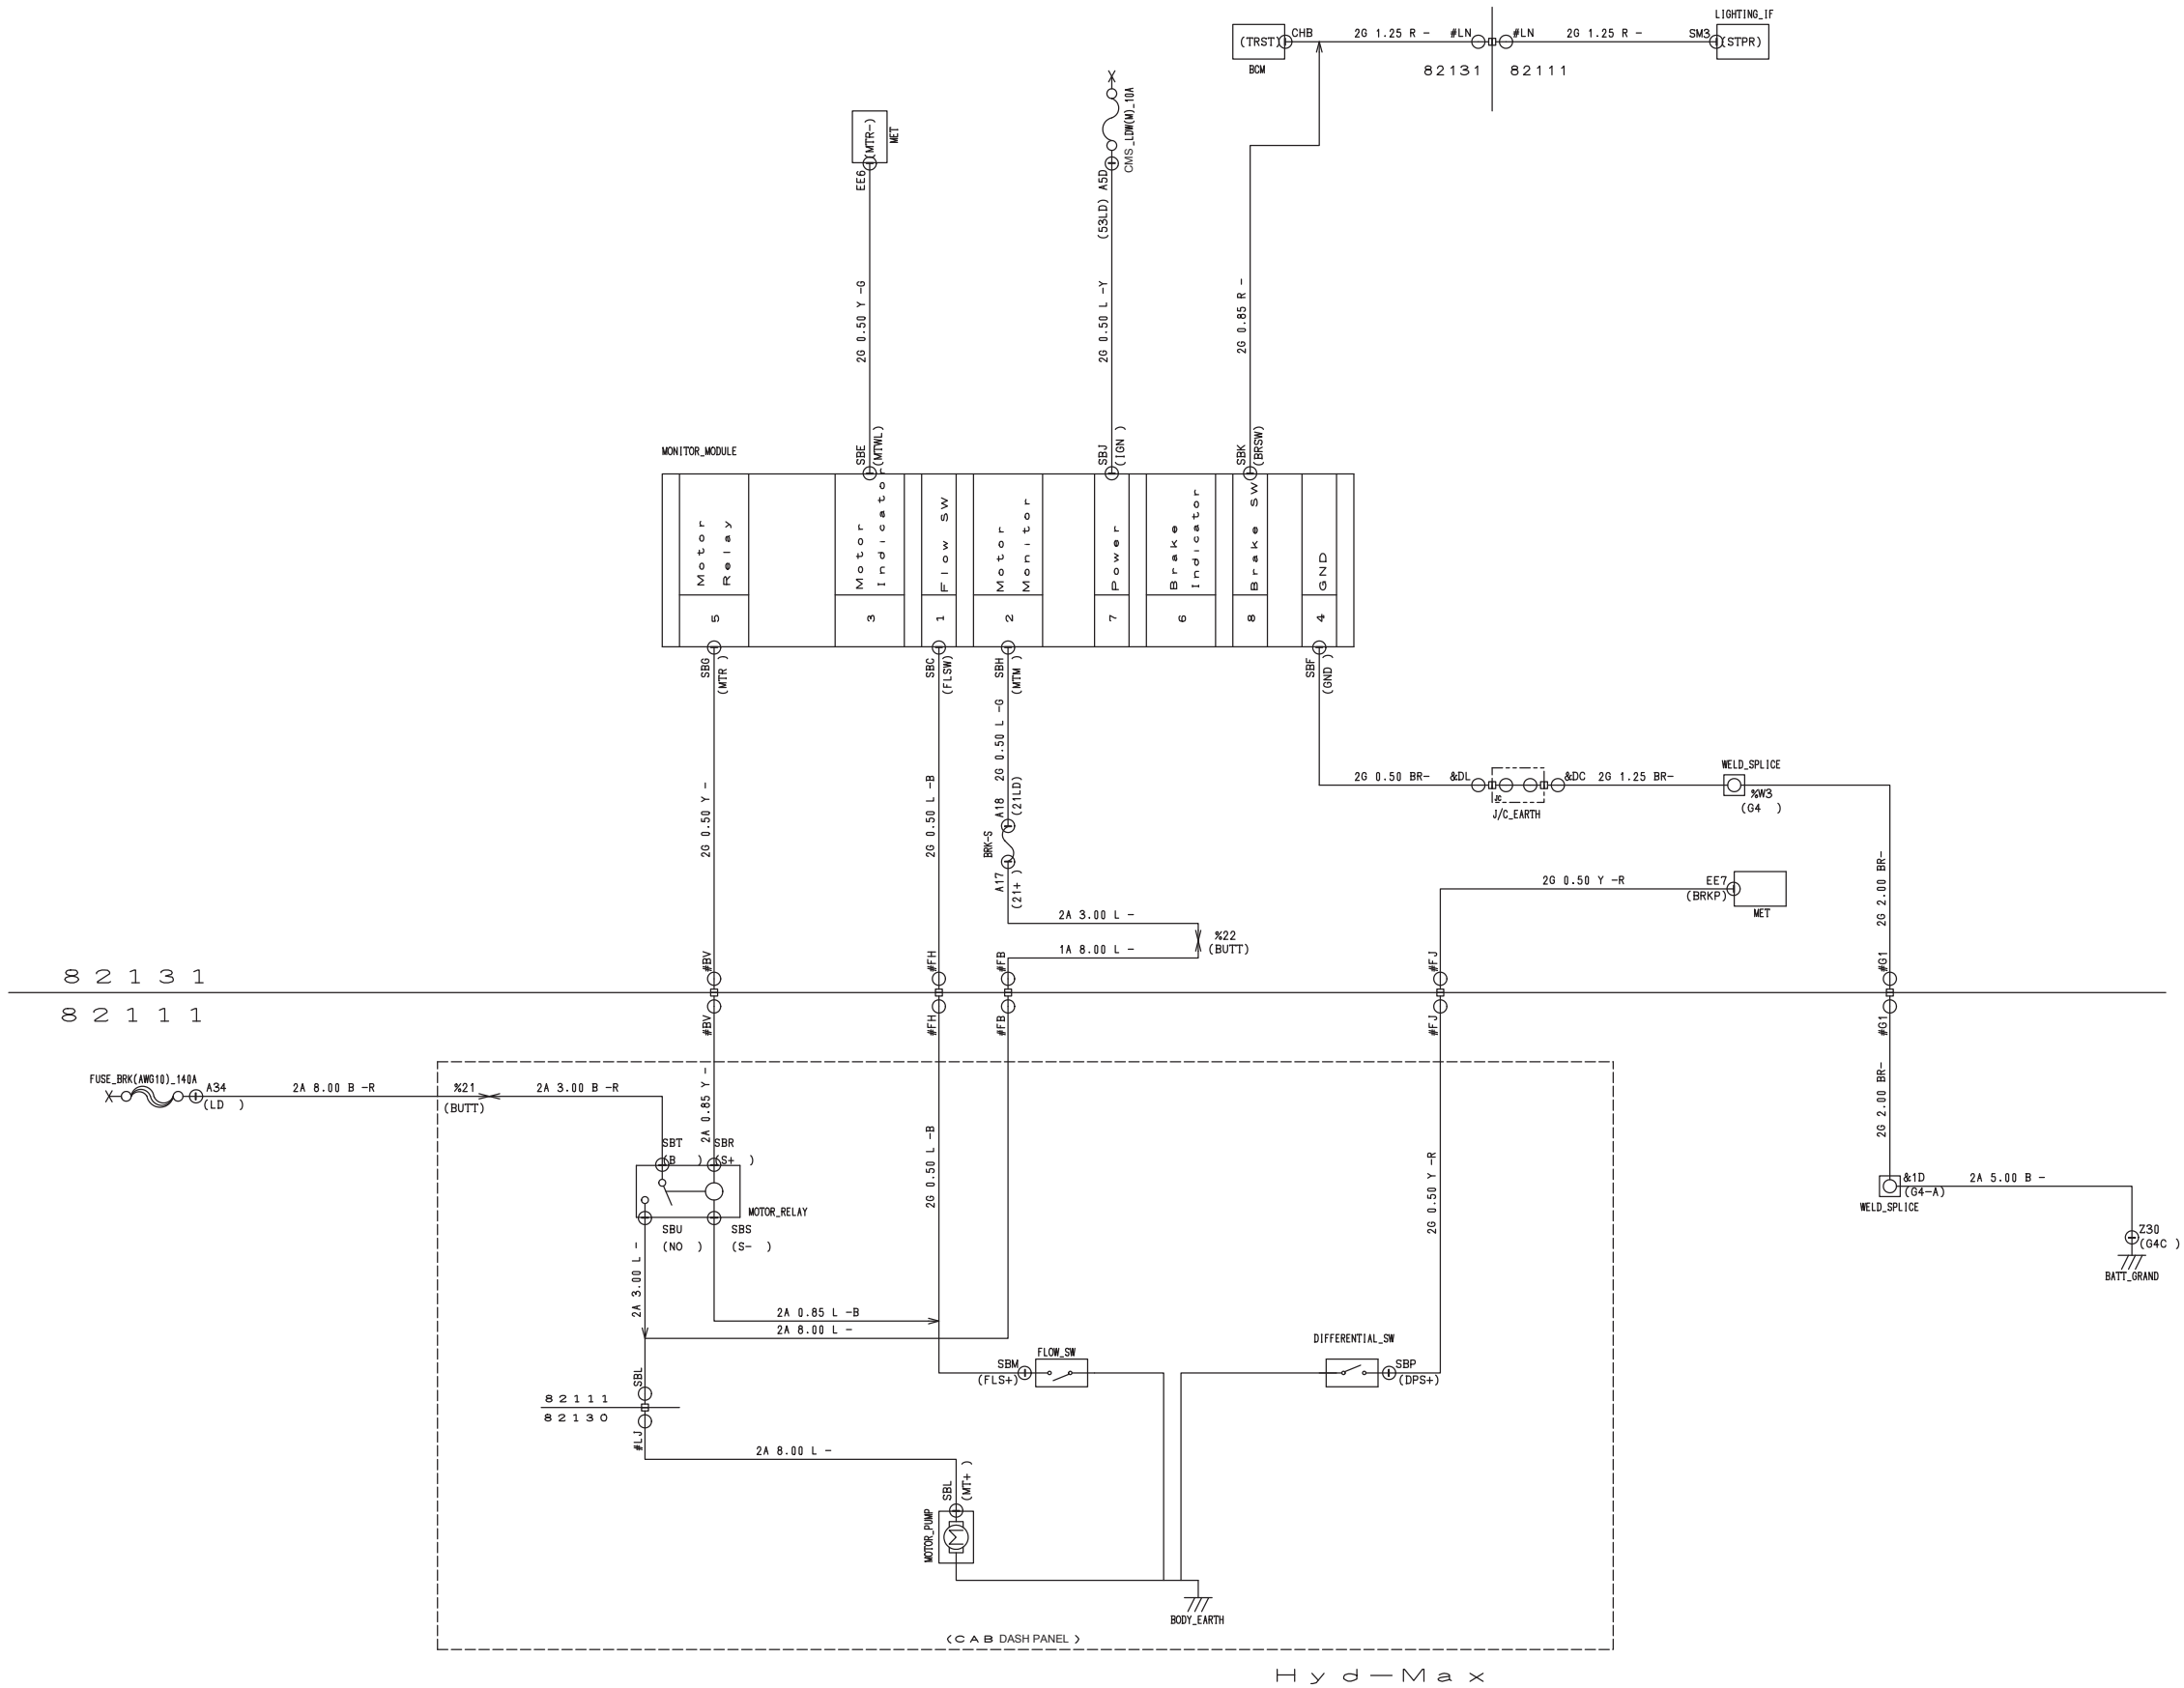 LIGHTING_IF
(TRST)
CHB
2G 1.25 R -
#LN
#LN
2G 1.25 R -
SM3
(STPR)
BCM
82131
82111
(MTR-)
MET
EE6
CMS_LDW(M)_10A
(53LD) A5D
2G 0.50 Y -G
2G 0.50 L -Y
2G 0.85 R -
MONITOR_MODULE
SBE
(MTWL)
SBJ
(IGN )
SBK
(BRSW)
Motor
Relay
Motor
Indicator
Flow SW
Motor
Monitor
Power
Brake
Indicator
Brake SW
GND
5
3
1
2
7
6
8
4
SBG
(MTR )
SBC
(FLSW)
SBH
(MTM )
SBF
(GND )
2G 0.50 Y -
2G 0.50 L -B
2G 0.50 L -G
A18
(21LD)
BRK-S
A17
(21+ )
2A 3.00 L -
%22
(BUTT)
1A 8.00 L -
2G 0.50 BR-
&DL
JC
J/C_EARTH
&DC
2G 1.25 BR-
WELD_SPLICE
%W3
(G4 )
2G 0.50 Y -R
EE7
(BRKP)
MET
2G 2.00 BR-
82131
#BV
#FH
#FB
#FJ
#G1
82111
#BV
#FH
#FB
#FJ
#G1
FUSE_BRK(AWG10)_140A
A34
(LD )
2A 8.00 B -R
%21
(BUTT)
2A 3.00 B -R
2A 0.85 Y -
SBT
(B )
SBR
(S+ )
MOTOR_RELAY
SBU
(NO )
SBS
(S- )
2G 0.50 L -B
2G 0.50 Y -R
2G 2.00 BR-
&1D
(G4-A)
2A 5.00 B -
WELD_SPLICE
Z30
(G4C )
BATT_GRAND
2A 3.00 L -
2A 0.85 L -B
2A 8.00 L -
FLOW_SW
SBM
(FLS+)
DIFFERENTIAL_SW
SBP
(DPS+)
SBL
82111
82130
#LJ
2A 8.00 L -
SBL
(MT+ )
MOTOR_PUMP
M
BODY_EARTH
(CAB DASH PANEL )
Hyd-Max